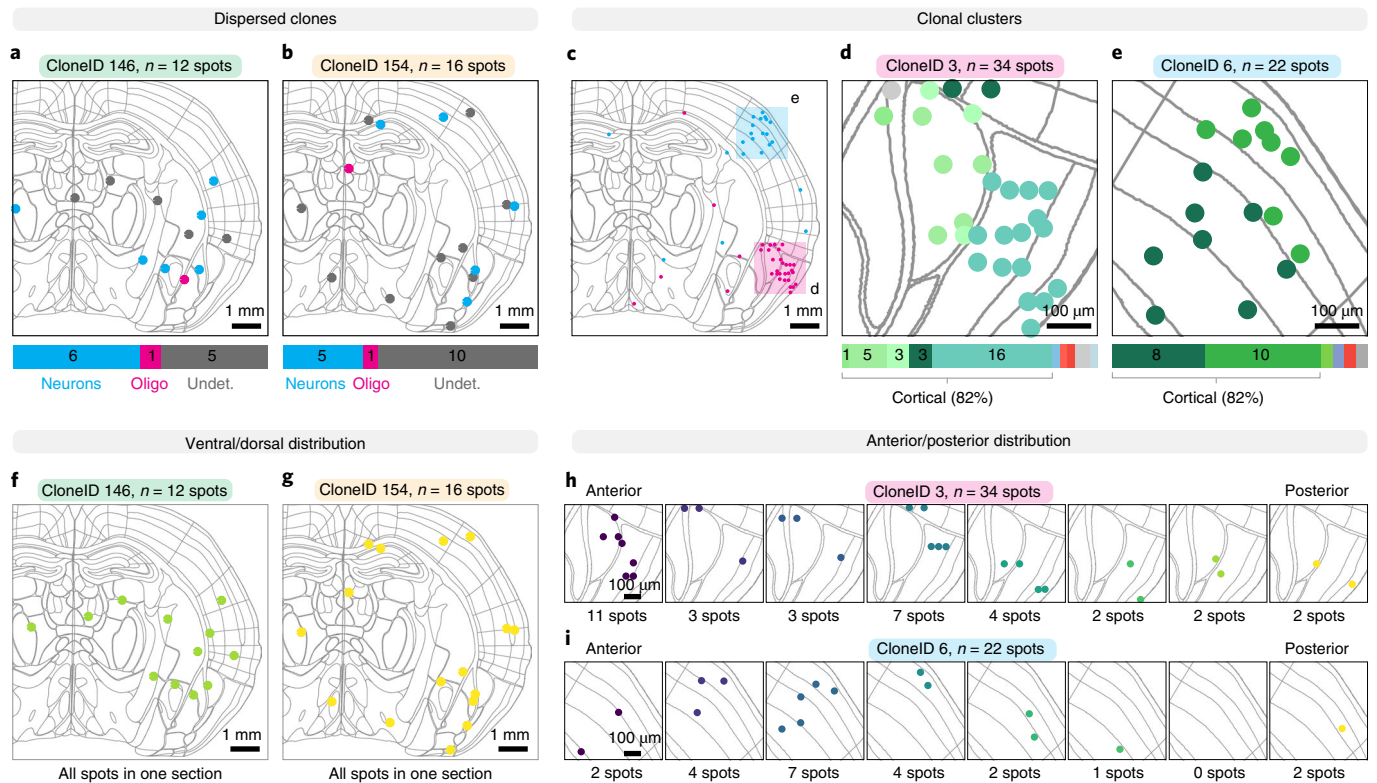 Dispersed clones
Clonal clusters
a
CloneID 146, n = 12 spots
1 mm
6 1 5
Neurons Oligo Undet.
b
CloneID 154, n = 16 spots
1 mm
5 1 10
Neurons Oligo Undet.
c
e
d
1 mm
d
CloneID 3, n = 34 spots
100 µm
1 5 3 3 16
Cortical (82%)
e
CloneID 6, n = 22 spots
100 µm
8 10
Cortical (82%)
Ventral/dorsal distribution
Anterior/posterior distribution
f
CloneID 146, n = 12 spots
1 mm
All spots in one section
g
CloneID 154, n = 16 spots
1 mm
All spots in one section
h
Anterior CloneID 3, n = 34 spots Posterior
100 µm
11 spots 3 spots 3 spots 7 spots 4 spots 2 spots 2 spots 2 spots
i
Anterior CloneID 6, n = 22 spots Posterior
100 µm
2 spots 4 spots 7 spots 4 spots 2 spots 1 spot 0 spots 2 spots